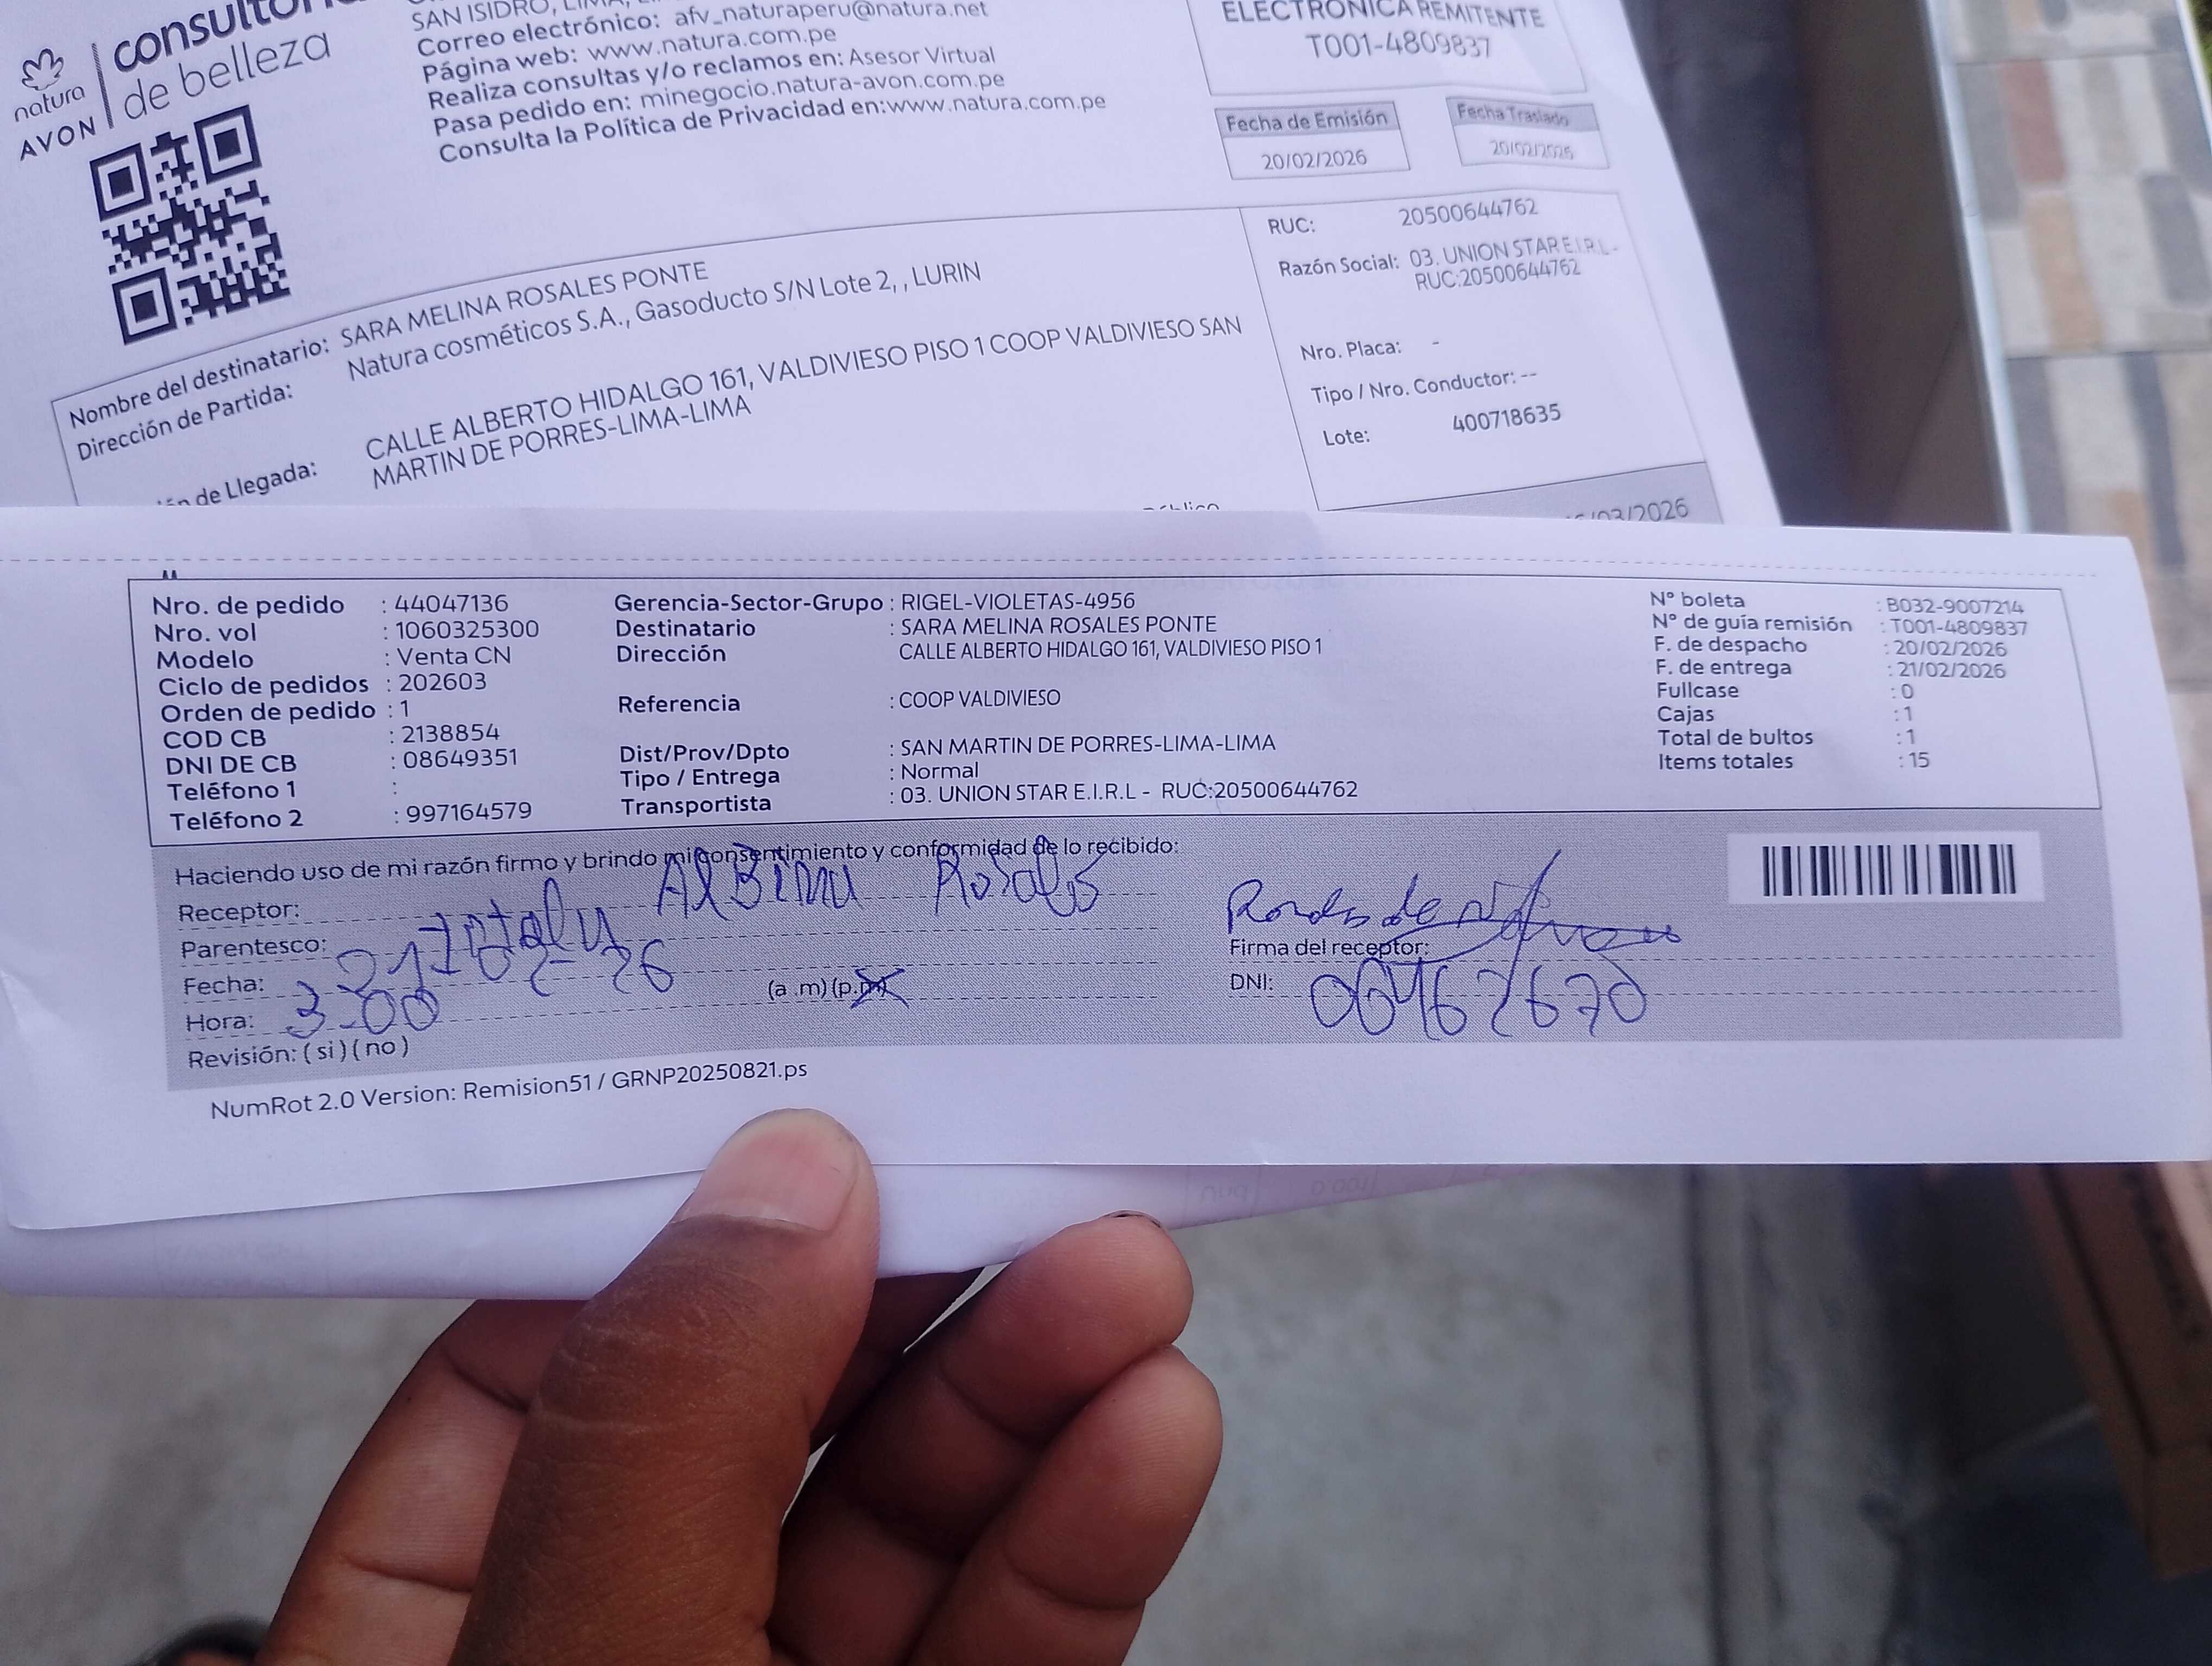 natura
AVON
de belleza
SAN ISIDRO, LIMA,
Correo electrónico: afv_naturaperu@natura.net
Página web: www.natura.com.pe
Realiza consultas y/o reclamos en: Asesor Virtual
Pasa pedido en: minegocio.natura-avon.com.pe
Consulta la Política de Privacidad en:www.natura.com.pe
ELECTRONICA REMITENTE
T001-4809837
Fecha de Emisión
20/02/2026
Fecha Traslado
20/02/2026
Nombre del destinatario: SARA MELINA ROSALES PONTE
Dirección de Partida: Natura cosméticos S.A., Gasoducto S/N Lote 2, , LURIN
de Llegada: CALLE ALBERTO HIDALGO 161, VALDIVIESO PISO 1 COOP VALDIVIESO SAN
MARTIN DE PORRES-LIMA-LIMA
RUC: 20500644762
Razón Social: 03. UNION STAR E.I.R.L -
RUC:20500644762
Nro. Placa: -
Tipo / Nro. Conductor: --
Lote: 400718635
/03/2026
Nro. de pedido : 44047136
Nro. vol : 1060325300
Modelo : Venta CN
Ciclo de pedidos : 202603
Orden de pedido : 1
COD CB : 2138854
DNI DE CB : 08649351
Teléfono 1 :
Teléfono 2 : 997164579
Gerencia-Sector-Grupo : RIGEL-VIOLETAS-4956
Destinatario : SARA MELINA ROSALES PONTE
Dirección CALLE ALBERTO HIDALGO 161, VALDIVIESO PISO 1
Referencia : COOP VALDIVIESO
Dist/Prov/Dpto : SAN MARTIN DE PORRES-LIMA-LIMA
Tipo / Entrega : Normal
Transportista : 03. UNION STAR E.I.R.L - RUC:20500644762
N° boleta : B032-9007214
N° de guía remisión : T001-4809837
F. de despacho : 20/02/2026
F. de entrega : 21/02/2026
Fullcase : 0
Cajas : 1
Total de bultos : 1
Items totales : 15
Haciendo uso de mi razón firmo y brindo mi consentimiento y conformidad de lo recibido:
Receptor: Rosales
Parentesco:
Fecha: 26
Hora: 3-00 (a.m) (p.m)
Revisión: ( si ) ( no )
Firma del receptor:
DNI:
NumRot 2.0 Version: Remision51 / GRNP20250821.ps